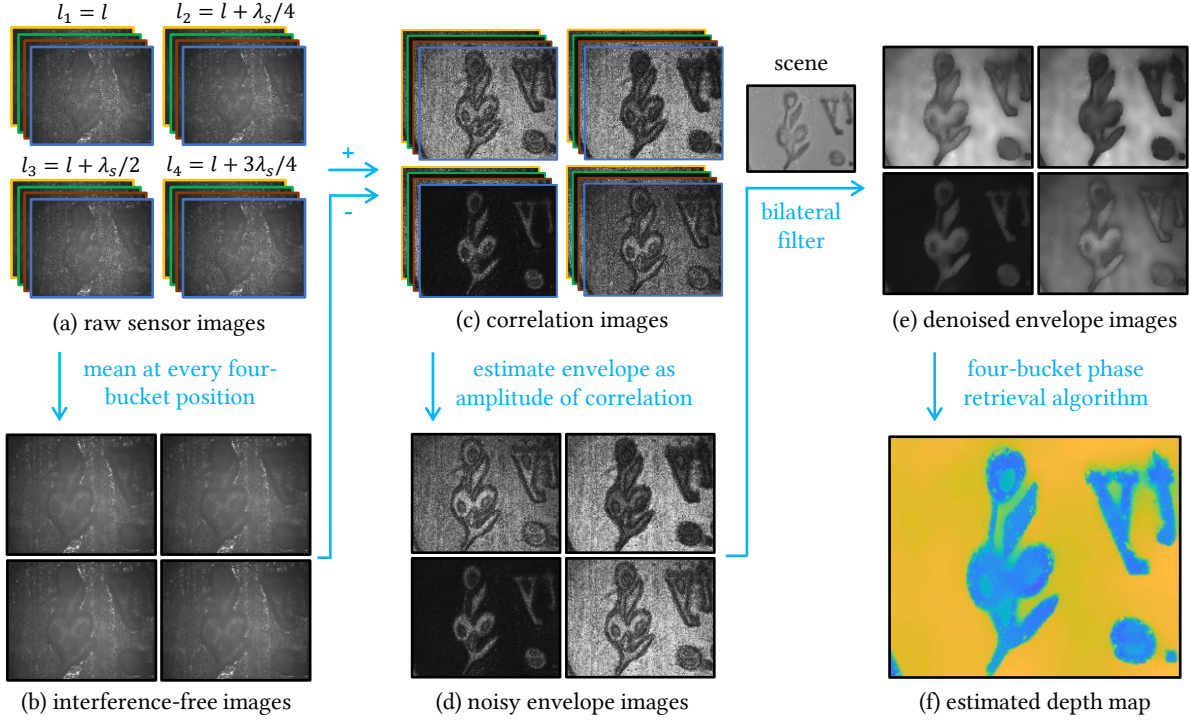 l₁ = l
l₂ = l + λₛ/4
l₃ = l + λₛ/2
l₄ = l + 3λₛ/4
(a) raw sensor images
mean at every four-
bucket position
(b) interference-free images
+
-
(c) correlation images
estimate envelope as
amplitude of correlation
(d) noisy envelope images
scene
bilateral
filter
(e) denoised envelope images
four-bucket phase
retrieval algorithm
(f) estimated depth map